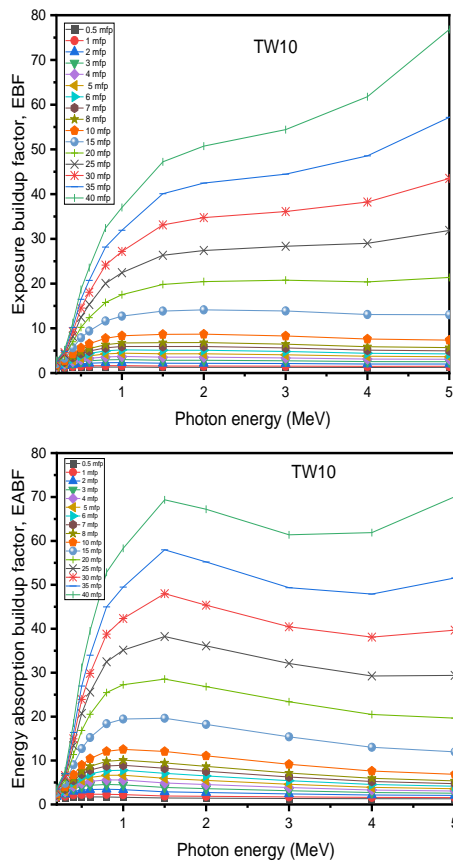 TW10
0.5 mfp
1 mfp
2 mfp
3 mfp
4 mfp
5 mfp
6 mfp
7 mfp
8 mfp
10 mfp
15 mfp
20 mfp
25 mfp
30 mfp
35 mfp
40 mfp
80
70
60
50
40
30
20
10
0
Exposure buildup factor, EBF
1 2 3 4 5
Photon energy (MeV)
TW10
0.5 mfp
1 mfp
2 mfp
3 mfp
4 mfp
5 mfp
6 mfp
7 mfp
8 mfp
10 mfp
15 mfp
20 mfp
25 mfp
30 mfp
35 mfp
40 mfp
80
70
60
50
40
30
20
10
0
Energy absorption buildup factor, EABF
1 2 3 4 5
Photon energy (MeV)